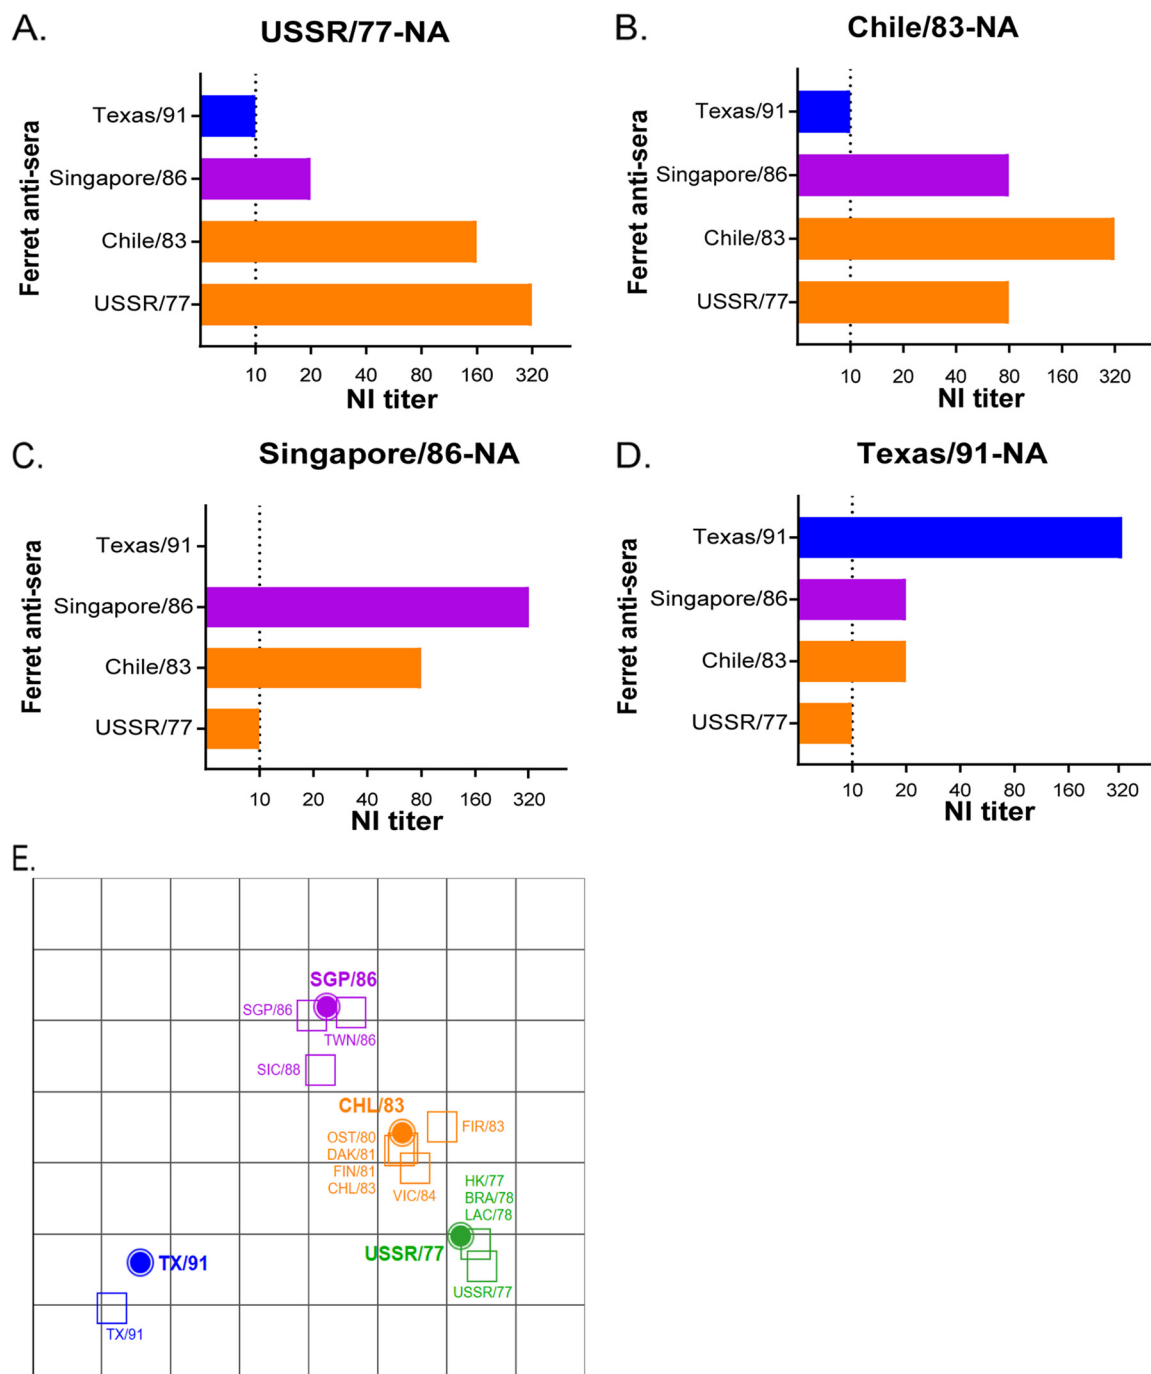 A.
USSR/77-NA
Ferret anti-sera
Texas/91
Singapore/86
Chile/83
USSR/77
10 20 40 80 160 320
NI titer
B.
Chile/83-NA
Ferret anti-sera
Texas/91
Singapore/86
Chile/83
USSR/77
10 20 40 80 160 320
NI titer
C.
Singapore/86-NA
Ferret anti-sera
Texas/91
Singapore/86
Chile/83
USSR/77
10 20 40 80 160 320
NI titer
D.
Texas/91-NA
Ferret anti-sera
Texas/91
Singapore/86
Chile/83
USSR/77
10 20 40 80 160 320
NI titer
E.
SGP/86
SGP/86
TWN/86
SIC/88
CHL/83
FIR/83
OST/80
DAK/81
FIN/81
CHL/83
VIC/84
HK/77
BRA/78
LAC/78
USSR/77
USSR/77
TX/91
TX/91